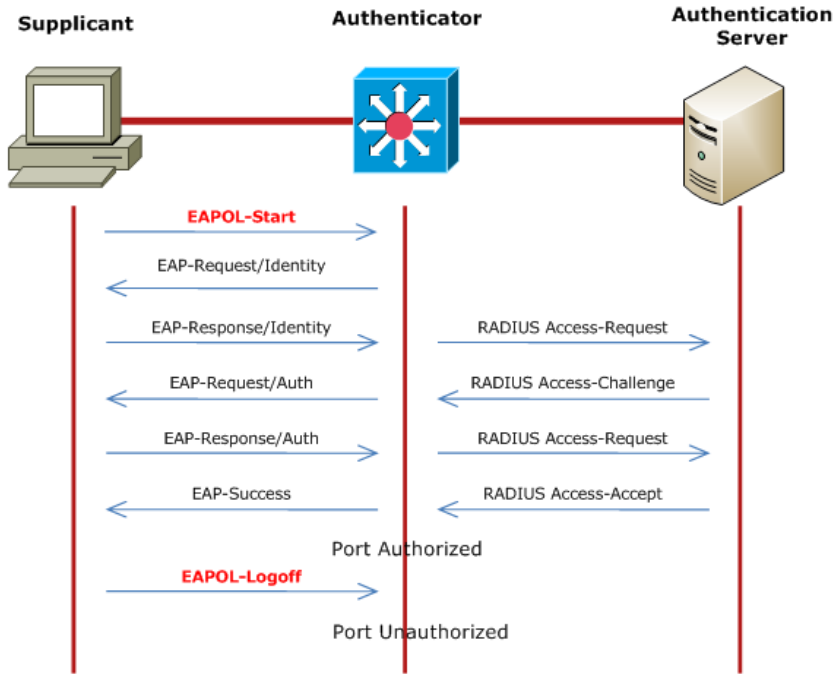 Supplicant
Authenticator
Authentication
Server
EAPOL-Start
EAP-Request/Identity
EAP-Response/Identity
RADIUS Access-Request
EAP-Request/Auth
RADIUS Access-Challenge
EAP-Response/Auth
RADIUS Access-Request
EAP-Success
RADIUS Access-Accept
Port Authorized
EAPOL-Logoff
Port Unauthorized